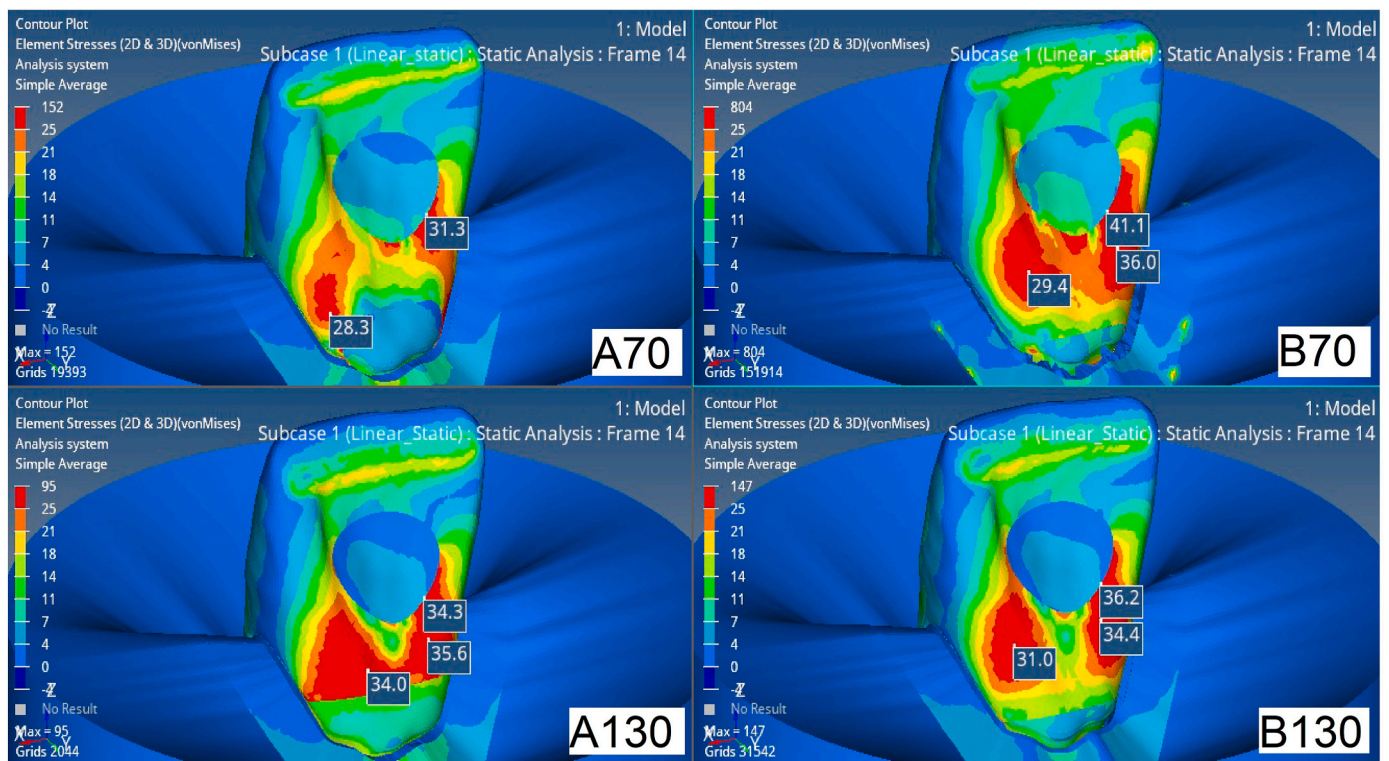 Contour Plot
Element Stresses (2D & 3D)(vonMises)
Analysis system
Simple Average
1: Model
Subcase 1 (Linear_static) : Static Analysis : Frame 14
152
25
21
18
14
11
7
4
0
-4
Z
No Result
Max = 152
X Y
Grids 19393
31.3
28.3
A70
Contour Plot
Element Stresses (2D & 3D)(vonMises)
Analysis system
Simple Average
1: Model
Subcase 1 (Linear_static) : Static Analysis : Frame 14
804
25
21
18
14
11
7
4
0
-4
Z
No Result
Max = 804
X Y
Grids 151914
41.1
36.0
29.4
B70
Contour Plot
Element Stresses (2D & 3D)(vonMises)
Analysis system
Simple Average
1: Model
Subcase 1 (Linear_Static) : Static Analysis : Frame 14
95
25
21
18
14
11
7
4
0
-4
Z
No Result
Max = 95
X Y
Grids 2044
34.3
35.6
34.0
A130
Contour Plot
Element Stresses (2D & 3D)(vonMises)
Analysis system
Simple Average
1: Model
Subcase 1 (Linear_Static) : Static Analysis : Frame 14
147
25
21
18
14
11
7
4
0
-4
Z
No Result
Max = 147
X Y
Grids 31542
36.2
34.4
31.0
B130